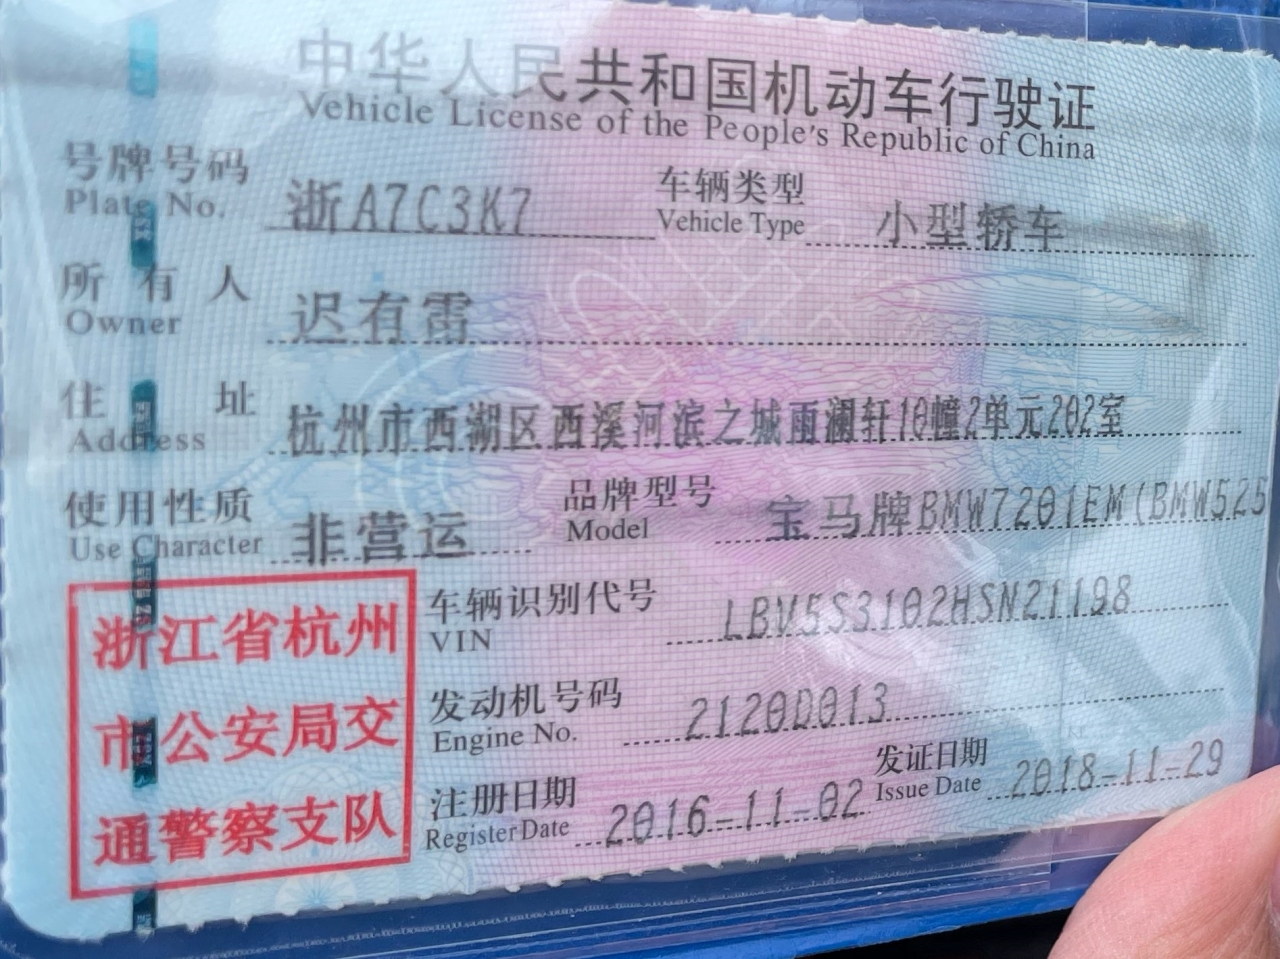 中华人民共和国机动车行驶证
Vehicle License of the People's Republic of China
号牌号码 浙A7C3K7 车辆类型 小型轿车
Plate No. Vehicle Type
所有人 迟有雷
Owner
住址 杭州市西湖区西溪河滨之城雨澜轩10幢2单元202室
Address
使用性质 非营运 品牌型号 宝马牌BMW7201EM(BMW525
Use Character Model
浙江省杭州
市公安局交
通警察支队
车辆识别代号 LBV5S3102HSN21198
VIN
发动机号码 2120D013
Engine No.
注册日期 2016-11-02 发证日期 2018-11-29
Register Date Issue Date